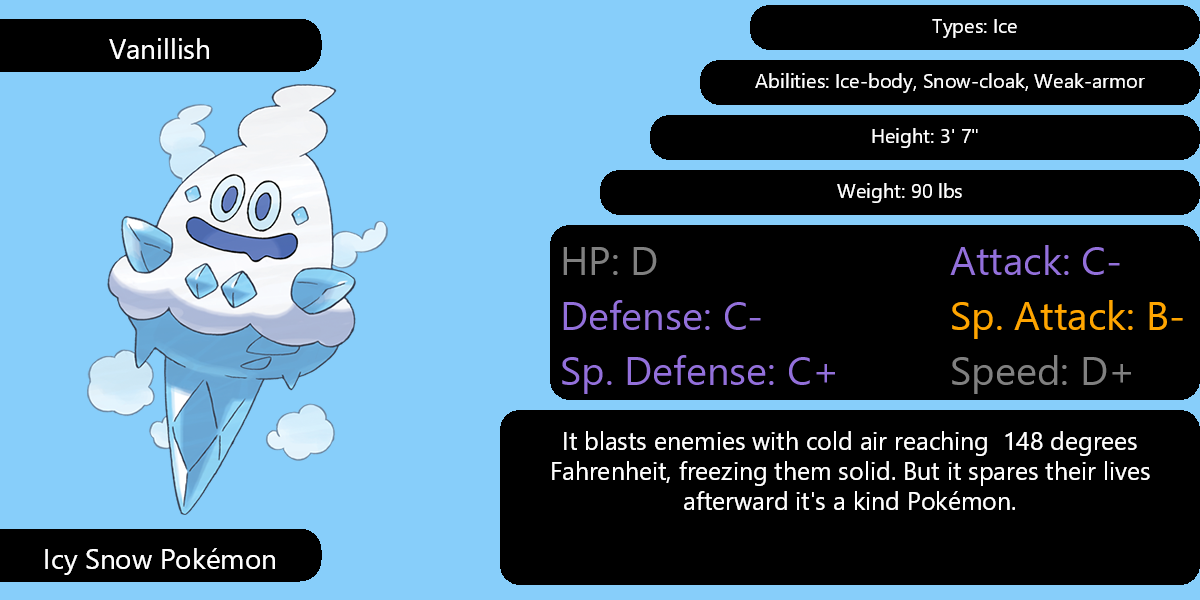 Vanillish
Types: Ice
Abilities: Ice-body, Snow-cloak, Weak-armor
Height: 3' 7"
Weight: 90 lbs
HP: D
Attack: C-
Defense: C-
Sp. Attack: B-
Sp. Defense: C+
Speed: D+
It blasts enemies with cold air reaching  148 degrees
Fahrenheit, freezing them solid. But it spares their lives
afterward it's a kind Pokémon.
Icy Snow Pokémon